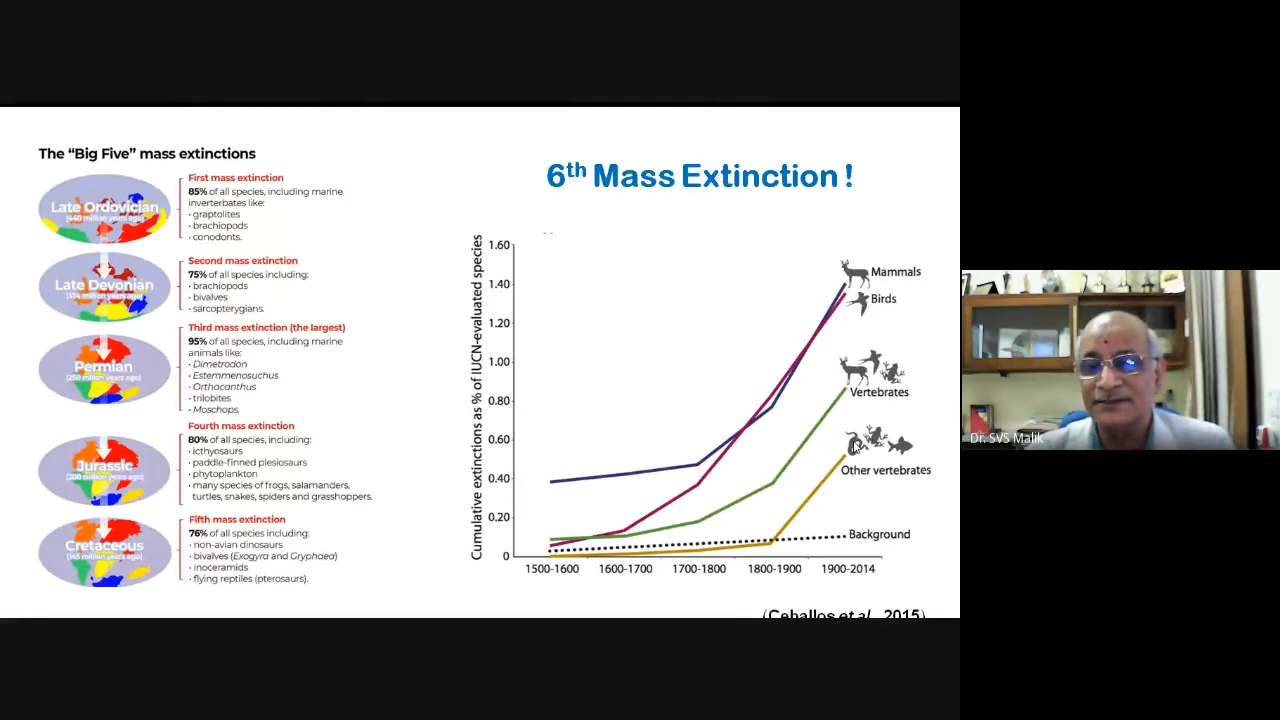 The “Big Five” mass extinctions
Late Ordovician
(440 million years ago)
First mass extinction
85% of all species, including marine
invertebrates like:
• graptolites
• brachiopods
• conodonts.
Late Devonian
(374 million years ago)
Second mass extinction
75% of all species including:
• brachiopods
• bivalves
• sarcopterygians.
Permian
(250 million years ago)
Third mass extinction (the largest)
95% of all species, including marine
animals like:
• Dimetrodon
• Estemmenosuchus
• Orthacanthus
• trilobites
• Moschops.
Jurassic
(200 million years ago)
Fourth mass extinction
80% of all species, including:
• icthyosaurs
• paddle-finned plesiosaurs
• phytoplankton
• many species of frogs, salamanders,
turtles, snakes, spiders and grasshoppers.
Cretaceous
(145 million years ago)
Fifth mass extinction
76% of all species including:
• non-avian dinosaurs
• bivalves (Exogyra and Gryphaea)
• inoceramids
• flying reptiles (pterosaurs).
6th Mass Extinction !
Cumulative extinctions as % of IUCN-evaluated species
1.60
1.40
1.20
1.00
0.80
0.60
0.40
0.20
0
Mammals
Birds
Vertebrates
Other vertebrates
Background
1500-1600 1600-1700 1700-1800 1800-1900 1900-2014
(Ceballos et al., 2015)
Dr. SVS Malik